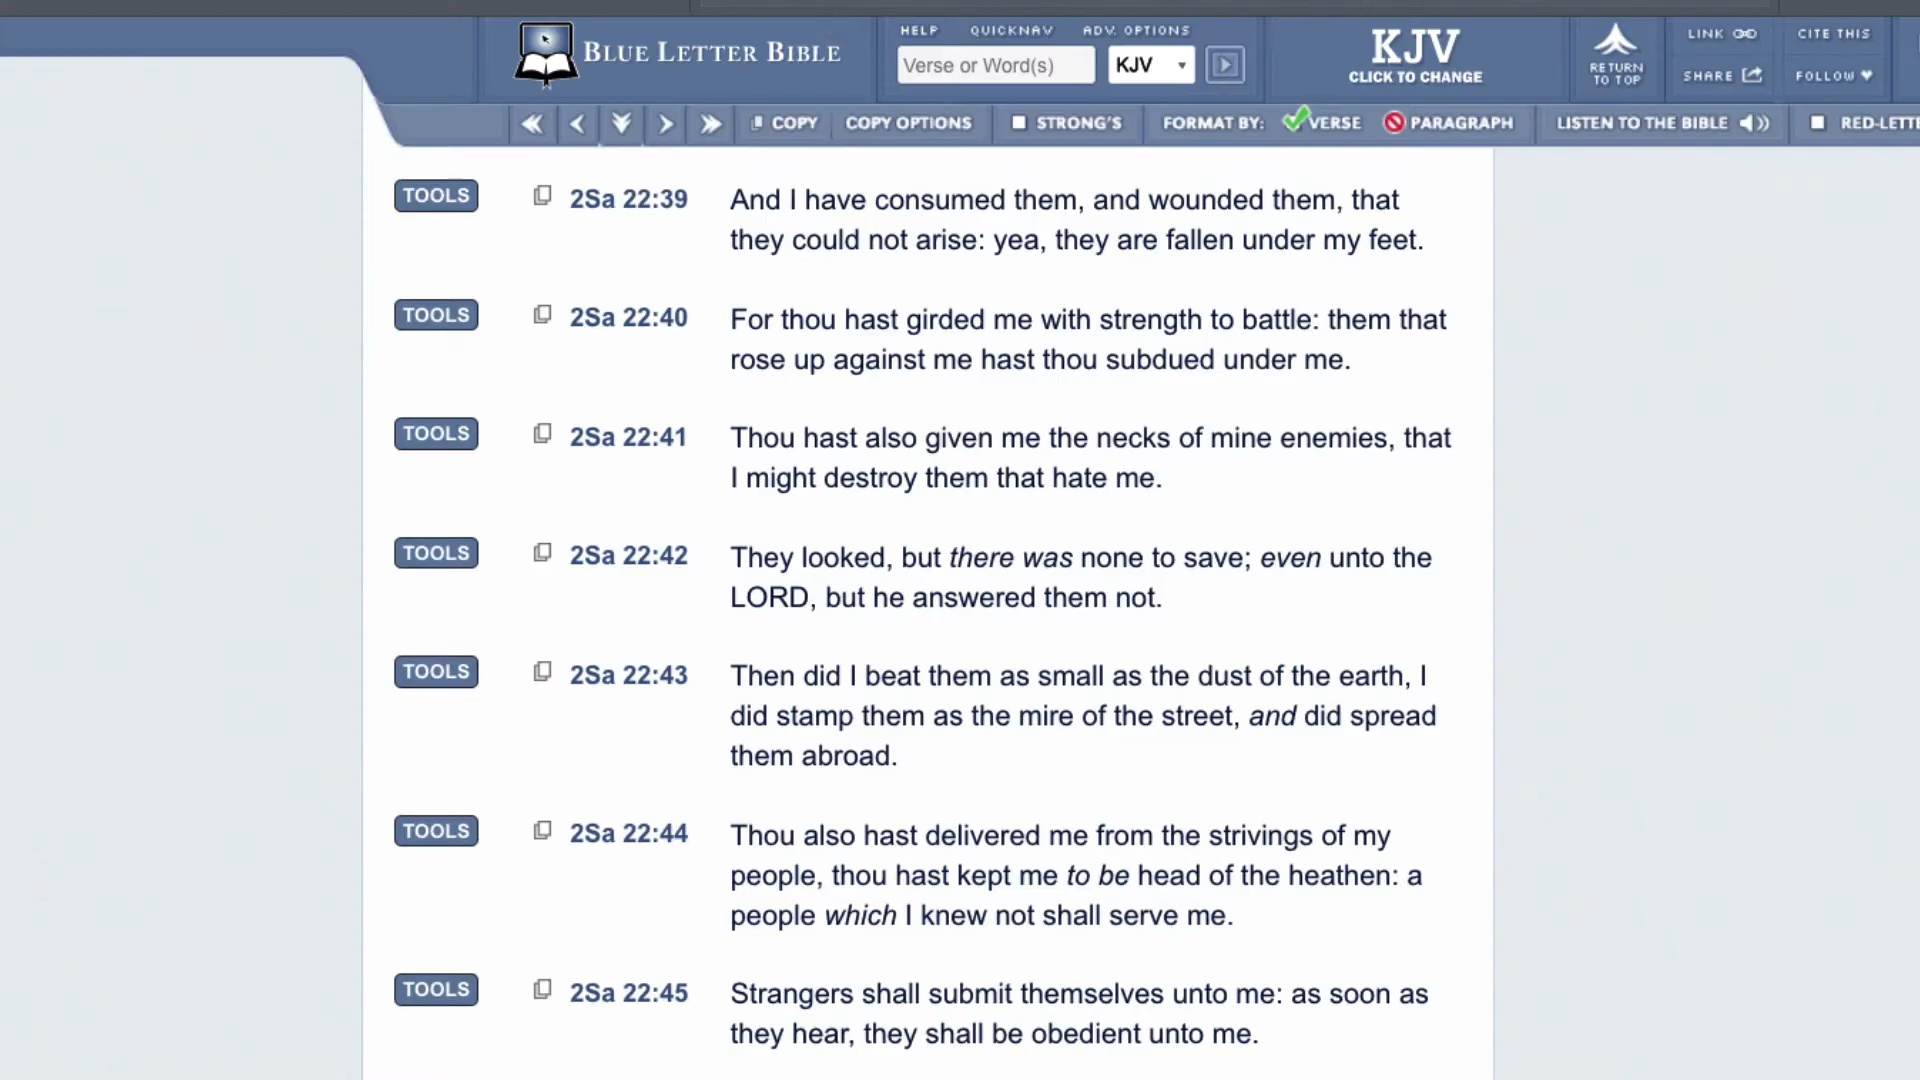 BLUE LETTER BIBLE
HELP QUICKNAV ADV. OPTIONS
Verse or Word(s) KJV
KJV
CLICK TO CHANGE
RETURN
TO TOP
LINK
SHARE
CITE THIS
FOLLOW
COPY COPY OPTIONS STRONG'S FORMAT BY: VERSE PARAGRAPH LISTEN TO THE BIBLE RED-LETTE
TOOLS 2Sa 22:39 And I have consumed them, and wounded them, that
they could not arise: yea, they are fallen under my feet.
TOOLS 2Sa 22:40 For thou hast girded me with strength to battle: them that
rose up against me hast thou subdued under me.
TOOLS 2Sa 22:41 Thou hast also given me the necks of mine enemies, that
I might destroy them that hate me.
TOOLS 2Sa 22:42 They looked, but there was none to save; even unto the
LORD, but he answered them not.
TOOLS 2Sa 22:43 Then did I beat them as small as the dust of the earth, I
did stamp them as the mire of the street, and did spread
them abroad.
TOOLS 2Sa 22:44 Thou also hast delivered me from the strivings of my
people, thou hast kept me to be head of the heathen: a
people which I knew not shall serve me.
TOOLS 2Sa 22:45 Strangers shall submit themselves unto me: as soon as
they hear, they shall be obedient unto me.